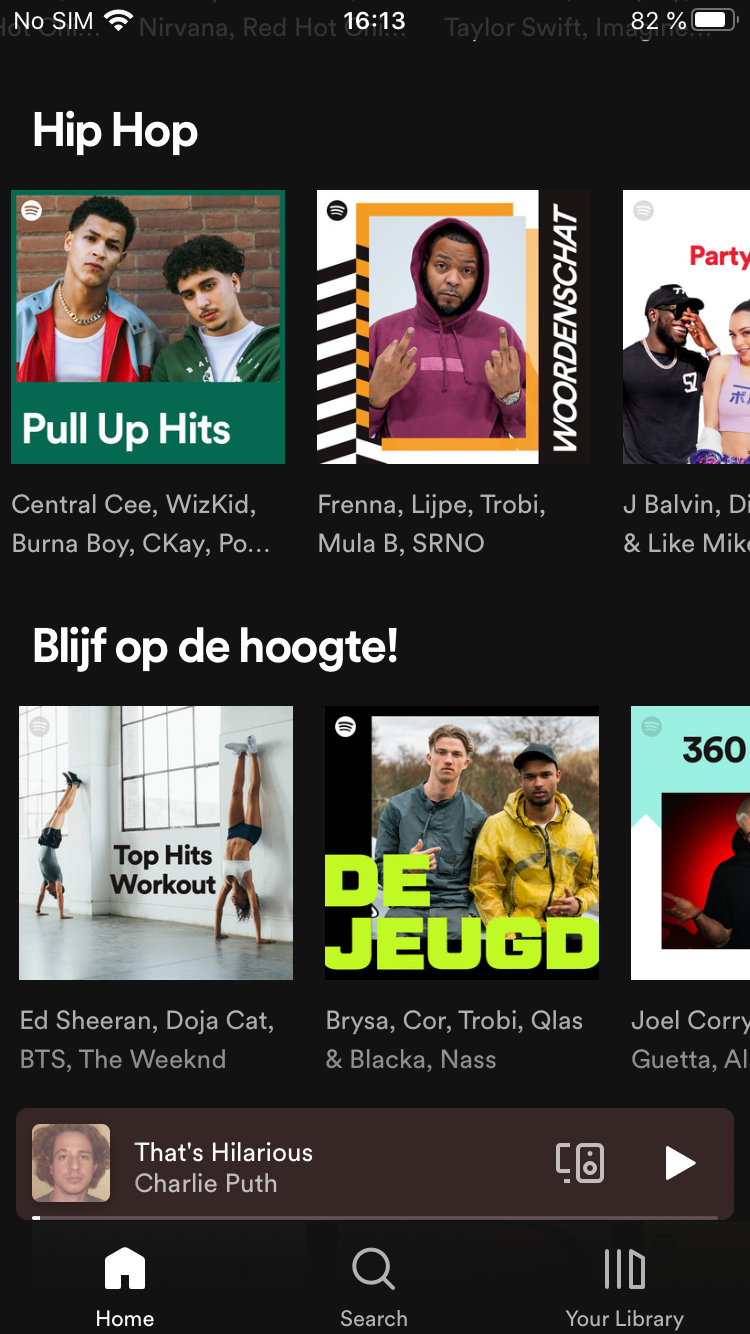 No SIM 16:13 82 %
Nirvana, Red Hot Chi... Taylor Swift, Imagine...
Hip Hop
Pull Up Hits
WOORDENSCHAT
Party
Central Cee, WizKid,
Burna Boy, CKay, Po...
Frenna, Lijpe, Trobi,
Mula B, SRNO
J Balvin, Di
& Like Mike
Blijf op de hoogte!
Top Hits
Workout
DE
JEUGD
360
Ed Sheeran, Doja Cat,
BTS, The Weeknd
Brysa, Cor, Trobi, Qlas
& Blacka, Nass
Joel Corry
Guetta, Al
That's Hilarious
Charlie Puth
Home
Search
Your Library